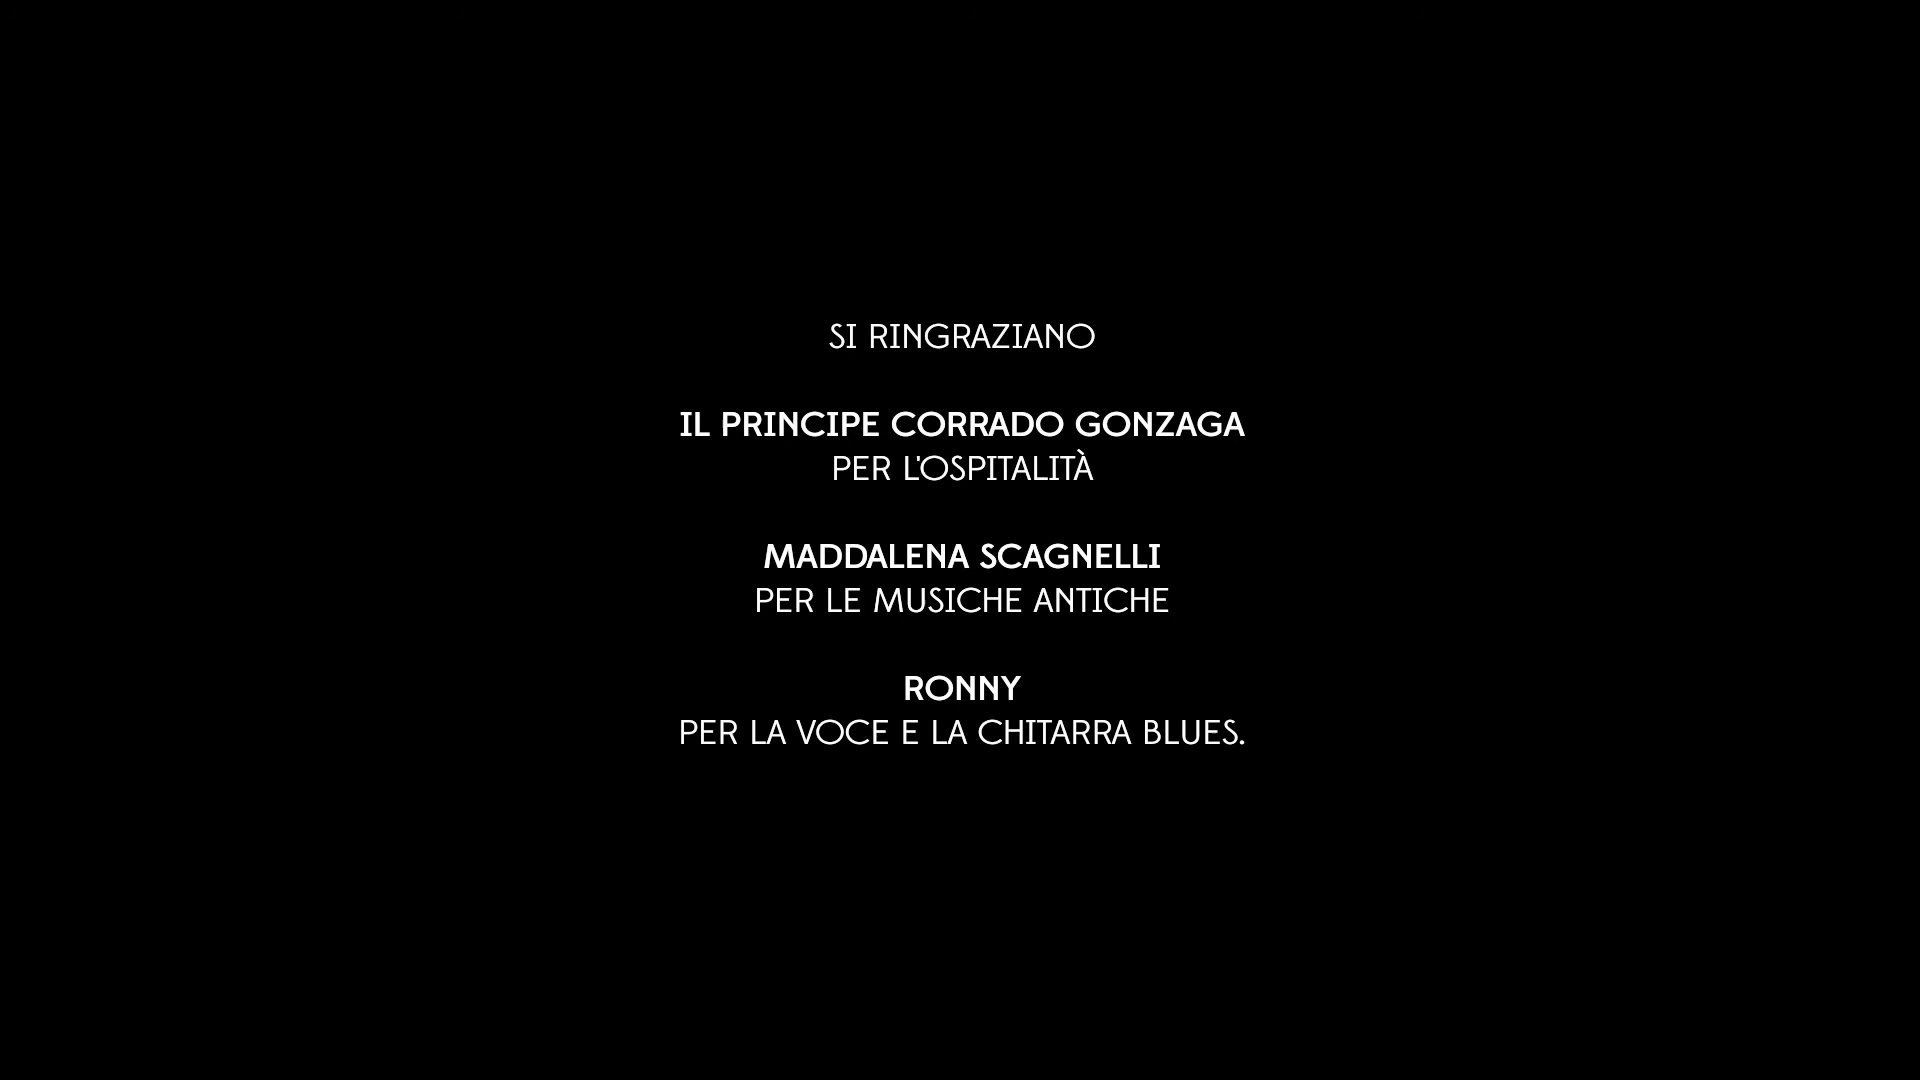 SI RINGRAZIANO
IL PRINCIPE CORRADO GONZAGA
PER L'OSPITALITÀ
MADDALENA SCAGNELLI
PER LE MUSICHE ANTICHE
RONNY
PER LA VOCE E LA CHITARRA BLUES.